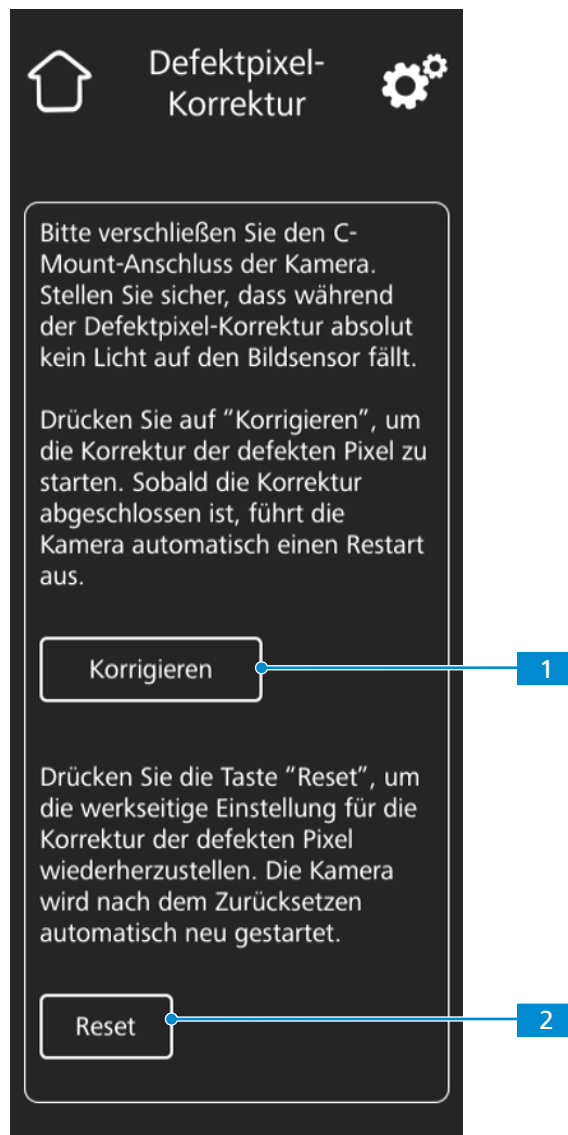 Defektpixel-
Korrektur
Bitte verschließen Sie den C-
Mount-Anschluss der Kamera.
Stellen Sie sicher, dass während
der Defektpixel-Korrektur absolut
kein Licht auf den Bildsensor fällt.
Drücken Sie auf “Korrigieren”, um
die Korrektur der defekten Pixel zu
starten. Sobald die Korrektur
abgeschlossen ist, führt die
Kamera automatisch einen Restart
aus.
Korrigieren
1
Drücken Sie die Taste “Reset”, um
die werkseitige Einstellung für die
Korrektur der defekten Pixel
wiederherzustellen. Die Kamera
wird nach dem Zurücksetzen
automatisch neu gestartet.
Reset
2